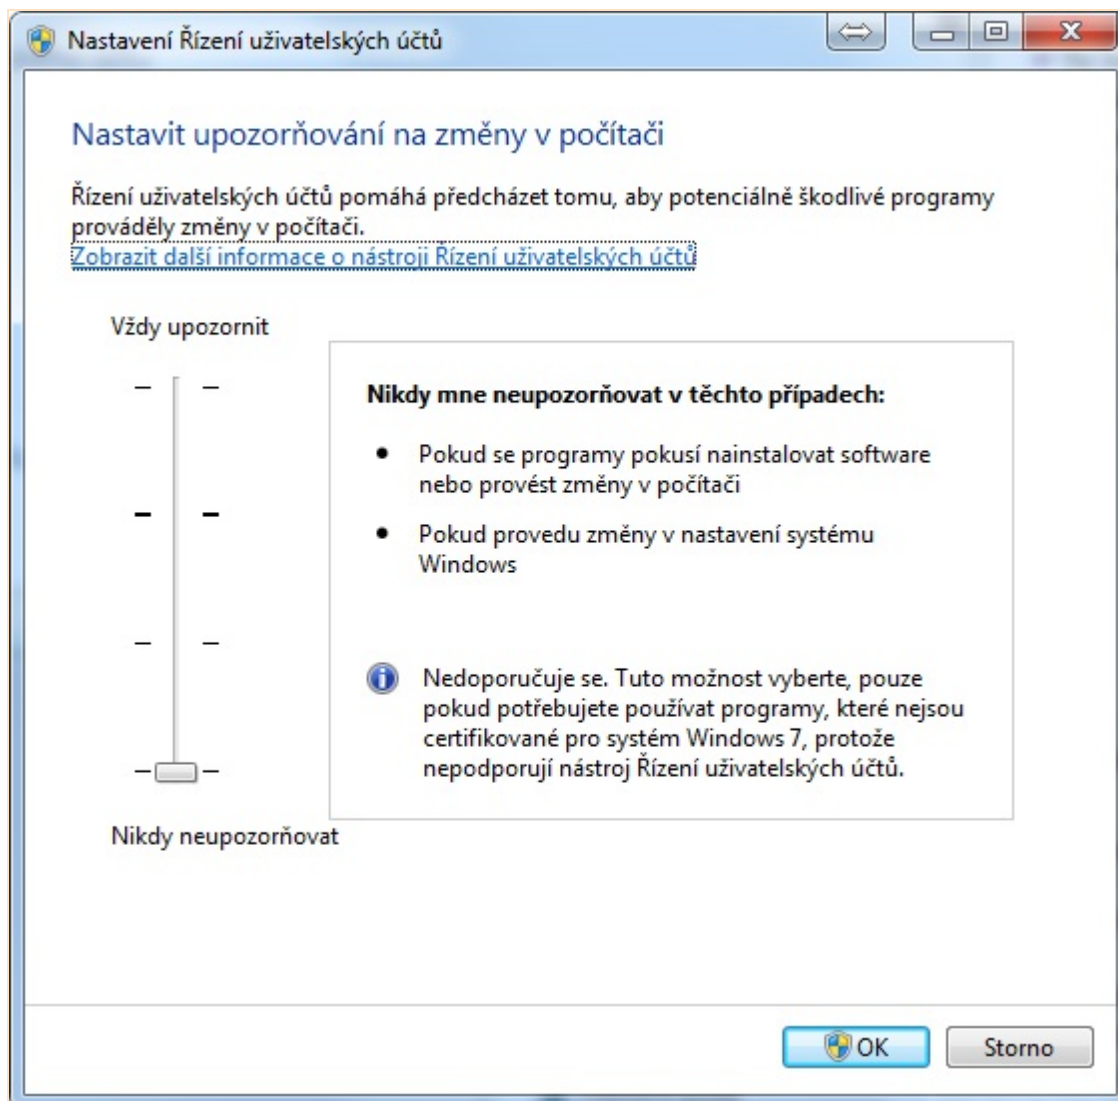 Nastavení Řízení uživatelských účtů
Nastavit upozorňování na změny v počítači
Řízení uživatelských účtů pomáhá předcházet tomu, aby potenciálně škodlivé programy
prováděly změny v počítači.
Zobrazit další informace o nástroji Řízení uživatelských účtů
Vždy upozornit
Nikdy mne neupozorňovat v těchto případech:
• Pokud se programy pokusí nainstalovat software
nebo provést změny v počítači
• Pokud provedu změny v nastavení systému
Windows
Nedoporučuje se. Tuto možnost vyberte, pouze
pokud potřebujete používat programy, které nejsou
certifikované pro systém Windows 7, protože
nepodporují nástroj Řízení uživatelských účtů.
Nikdy neupozorňovat
OK
Storno